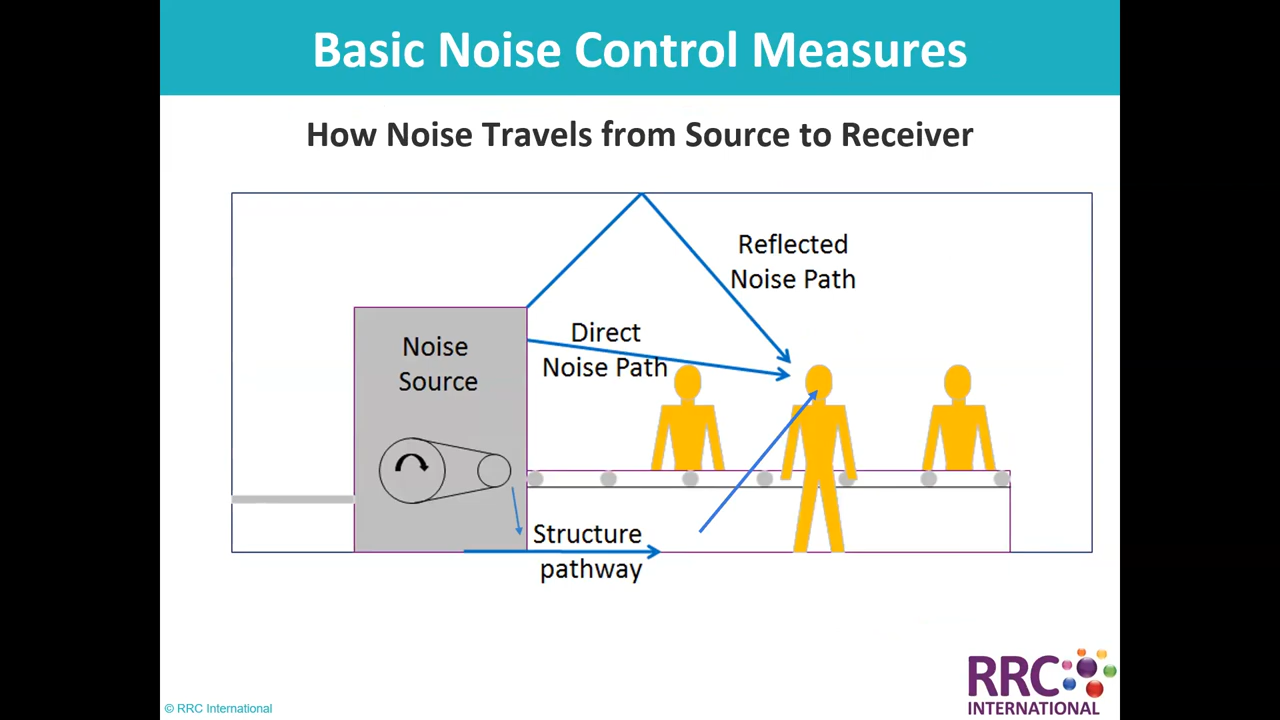 Basic Noise Control Measures
How Noise Travels from Source to Receiver
Reflected
Noise Path
Direct
Noise Path
Noise
Source
Structure
pathway
RRC
INTERNATIONAL
© RRC International